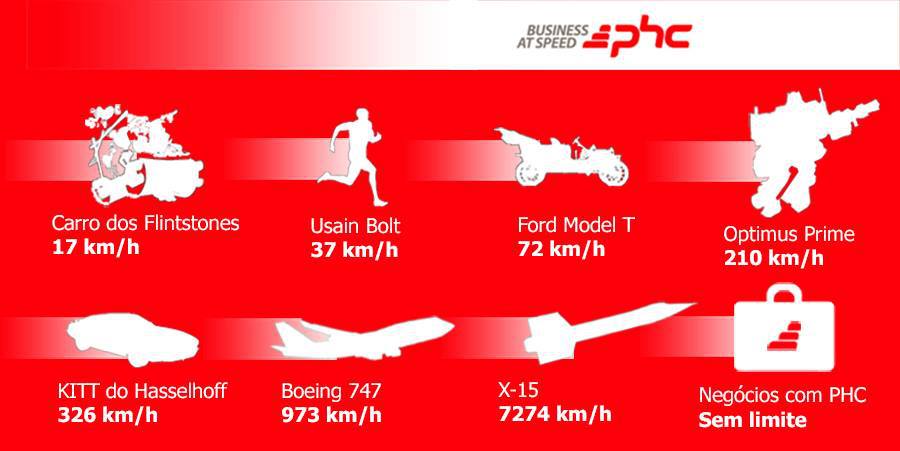 BUSINESS
AT SPEED
phc
Carro dos Flintstones
17 km/h
Usain Bolt
37 km/h
Ford Model T
72 km/h
Optimus Prime
210 km/h
KITT do Hasselhoff
326 km/h
Boeing 747
973 km/h
X-15
7274 km/h
Negócios com PHC
Sem limite